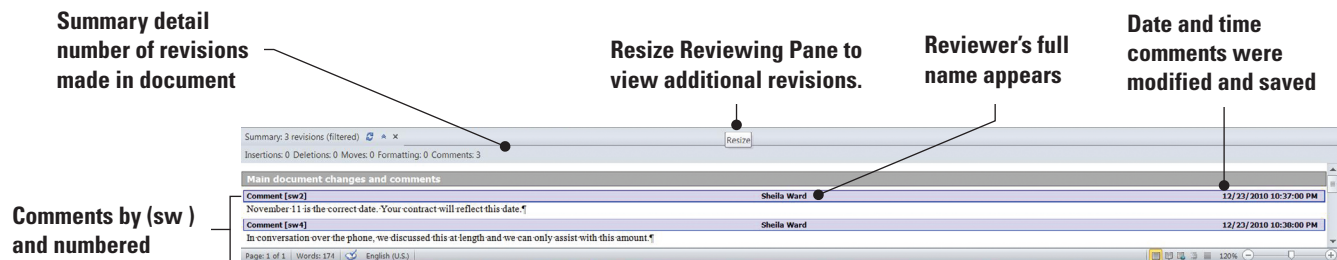 Summary detail
number of revisions
made in document
Resize Reviewing Pane to
view additional revisions.
Reviewer's full
name appears
Date and time
comments were
modified and saved
Summary: 3 revisions (filtered)
Resize
Insertions: 0 Deletions: 0 Moves: 0 Formatting: 0 Comments: 3
Main document changes and comments
Comment [sw2] Sheila Ward 12/23/2010 10:37:00 PM
November·11·is·the·correct·date.·Your·contract·will·reflect·this·date.¶
Comment [sw4] Sheila Ward 12/23/2010 10:38:00 PM
In·conversation·over·the·phone,·we·discussed·this·at·length·and·we·can·only·assist·with·this·amount.¶
Comments by (sw )
and numbered
Page: 1 of 1 Words: 174 English (U.S.) 120%